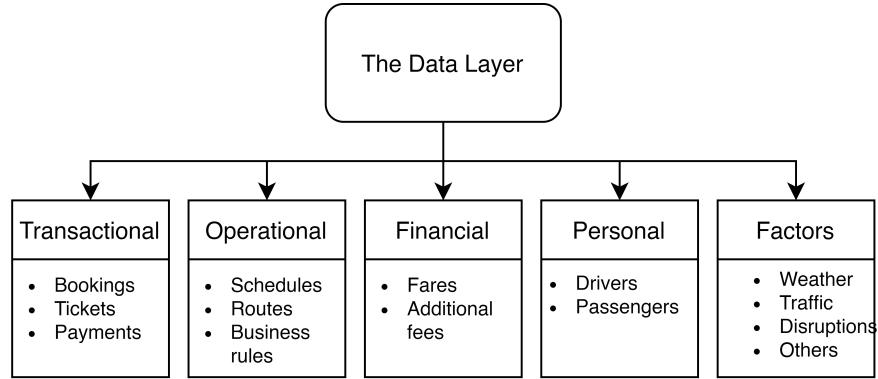 The Data Layer
Transactional
• Bookings
• Tickets
• Payments
Operational
• Schedules
• Routes
• Business
rules
Financial
• Fares
• Additional
fees
Personal
• Drivers
• Passengers
Factors
• Weather
• Traffic
• Disruptions
• Others